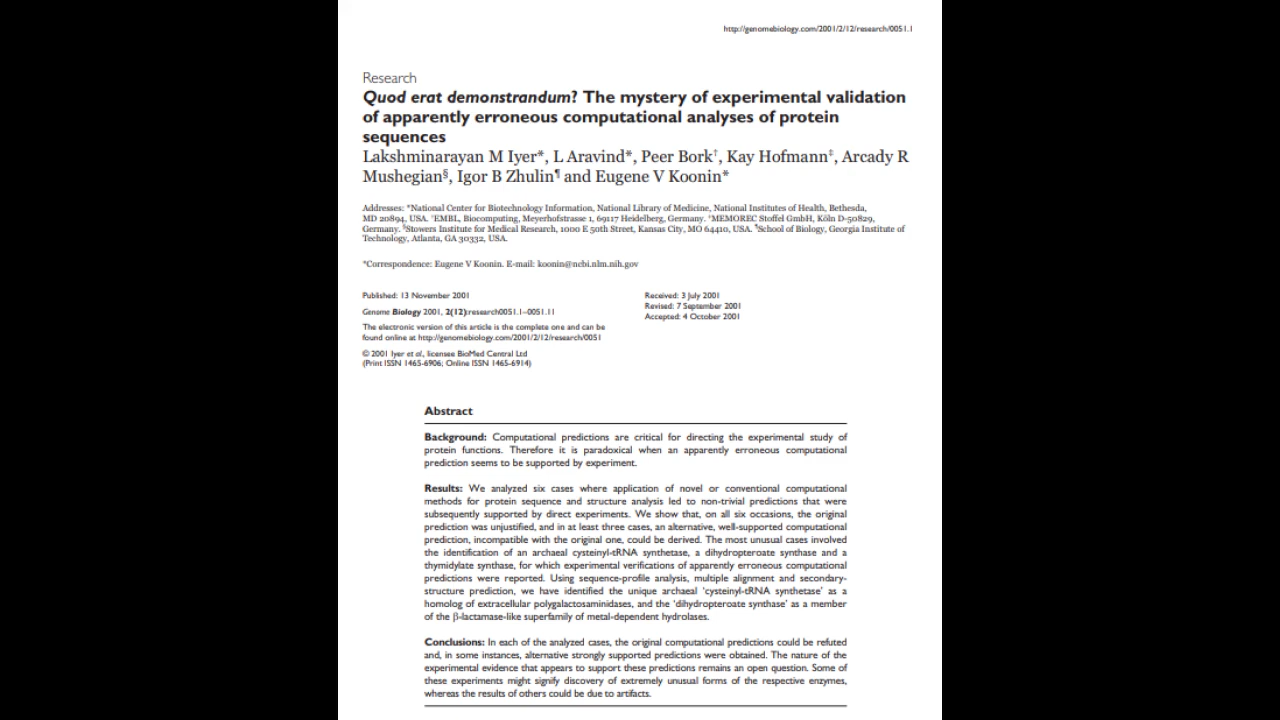 http://genomebiology.com/2001/2/12/research/0051.1
Research
Quod erat demonstrandum? The mystery of experimental validation
of apparently erroneous computational analyses of protein
sequences
Lakshminarayan M Iyer*, L Aravind*, Peer Bork†, Kay Hofmann‡, Arcady R
Mushegian§, Igor B Zhulin¶ and Eugene V Koonin*
Addresses: *National Center for Biotechnology Information, National Library of Medicine, National Institutes of Health, Bethesda,
MD 20894, USA. †EMBL, Biocomputing, Meyerhofstrasse 1, 69117 Heidelberg, Germany. ‡MEMOREC Stoffel GmbH, Köln D-50829,
Germany. §Stowers Institute for Medical Research, 1000 E 50th Street, Kansas City, MO 64410, USA. ¶School of Biology, Georgia Institute of
Technology, Atlanta, GA 30332, USA.
*Correspondence: Eugene V Koonin. E-mail: koonin@ncbi.nlm.nih.gov
Published: 13 November 2001
Genome Biology 2001, 2(12):research0051.1–0051.11
The electronic version of this article is the complete one and can be
found online at http://genomebiology.com/2001/2/12/research/0051
© 2001 Iyer et al., licensee BioMed Central Ltd
(Print ISSN 1465-6906; Online ISSN 1465-6914)
Received: 3 July 2001
Revised: 7 September 2001
Accepted: 4 October 2001
Abstract
Background: Computational predictions are critical for directing the experimental study of
protein functions. Therefore it is paradoxical when an apparently erroneous computational
prediction seems to be supported by experiment.
Results: We analyzed six cases where application of novel or conventional computational
methods for protein sequence and structure analysis led to non-trivial predictions that were
subsequently supported by direct experiments. We show that, on all six occasions, the original
prediction was unjustified, and in at least three cases, an alternative, well-supported computational
prediction, incompatible with the original one, could be derived. The most unusual cases involved
the identification of an archaeal cysteinyl-tRNA synthetase, a dihydropteroate synthase and a
thymidylate synthase, for which experimental verifications of apparently erroneous computational
predictions were reported. Using sequence-profile analysis, multiple alignment and secondary-
structure prediction, we have identified the unique archaeal ‘cysteinyl-tRNA synthetase’ as a
homolog of extracellular polygalactosaminidases, and the ‘dihydropteroate synthase’ as a member
of the β-lactamase-like superfamily of metal-dependent hydrolases.
Conclusions: In each of the analyzed cases, the original computational predictions could be refuted
and, in some instances, alternative strongly supported predictions were obtained. The nature of the
experimental evidence that appears to support these predictions remains an open question. Some of
these experiments might signify discovery of extremely unusual forms of the respective enzymes,
whereas the results of others could be due to artifacts.